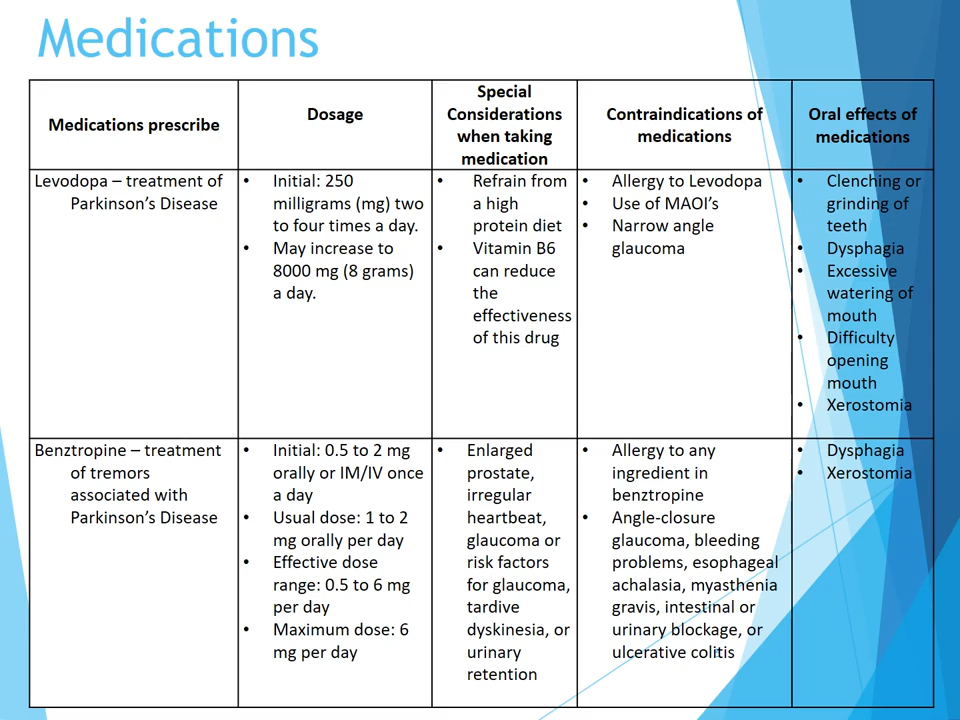 Medications
Medications prescribe
Dosage
Special
Considerations
when taking
medication
Contraindications of
medications
Oral effects of
medications
Levodopa – treatment of
Parkinson's Disease
• Initial: 250
milligrams (mg) two
to four times a day.
• May increase to
8000 mg (8 grams)
a day.
• Refrain from
a high
protein diet
• Vitamin B6
can reduce
the
effectiveness
of this drug
• Allergy to Levodopa
• Use of MAOI's
• Narrow angle
glaucoma
• Clenching or
grinding of
teeth
• Dysphagia
• Excessive
watering of
mouth
• Difficulty
opening
mouth
• Xerostomia
Benztropine – treatment
of tremors
associated with
Parkinson's Disease
• Initial: 0.5 to 2 mg
orally or IM/IV once
a day
• Usual dose: 1 to 2
mg orally per day
• Effective dose
range: 0.5 to 6 mg
per day
• Maximum dose: 6
mg per day
• Enlarged
prostate,
irregular
heartbeat,
glaucoma or
risk factors
for glaucoma,
tardive
dyskinesia, or
urinary
retention
• Allergy to any
ingredient in
benztropine
• Angle-closure
glaucoma, bleeding
problems, esophageal
achalasia, myasthenia
gravis, intestinal or
urinary blockage, or
ulcerative colitis
• Dysphagia
• Xerostomia